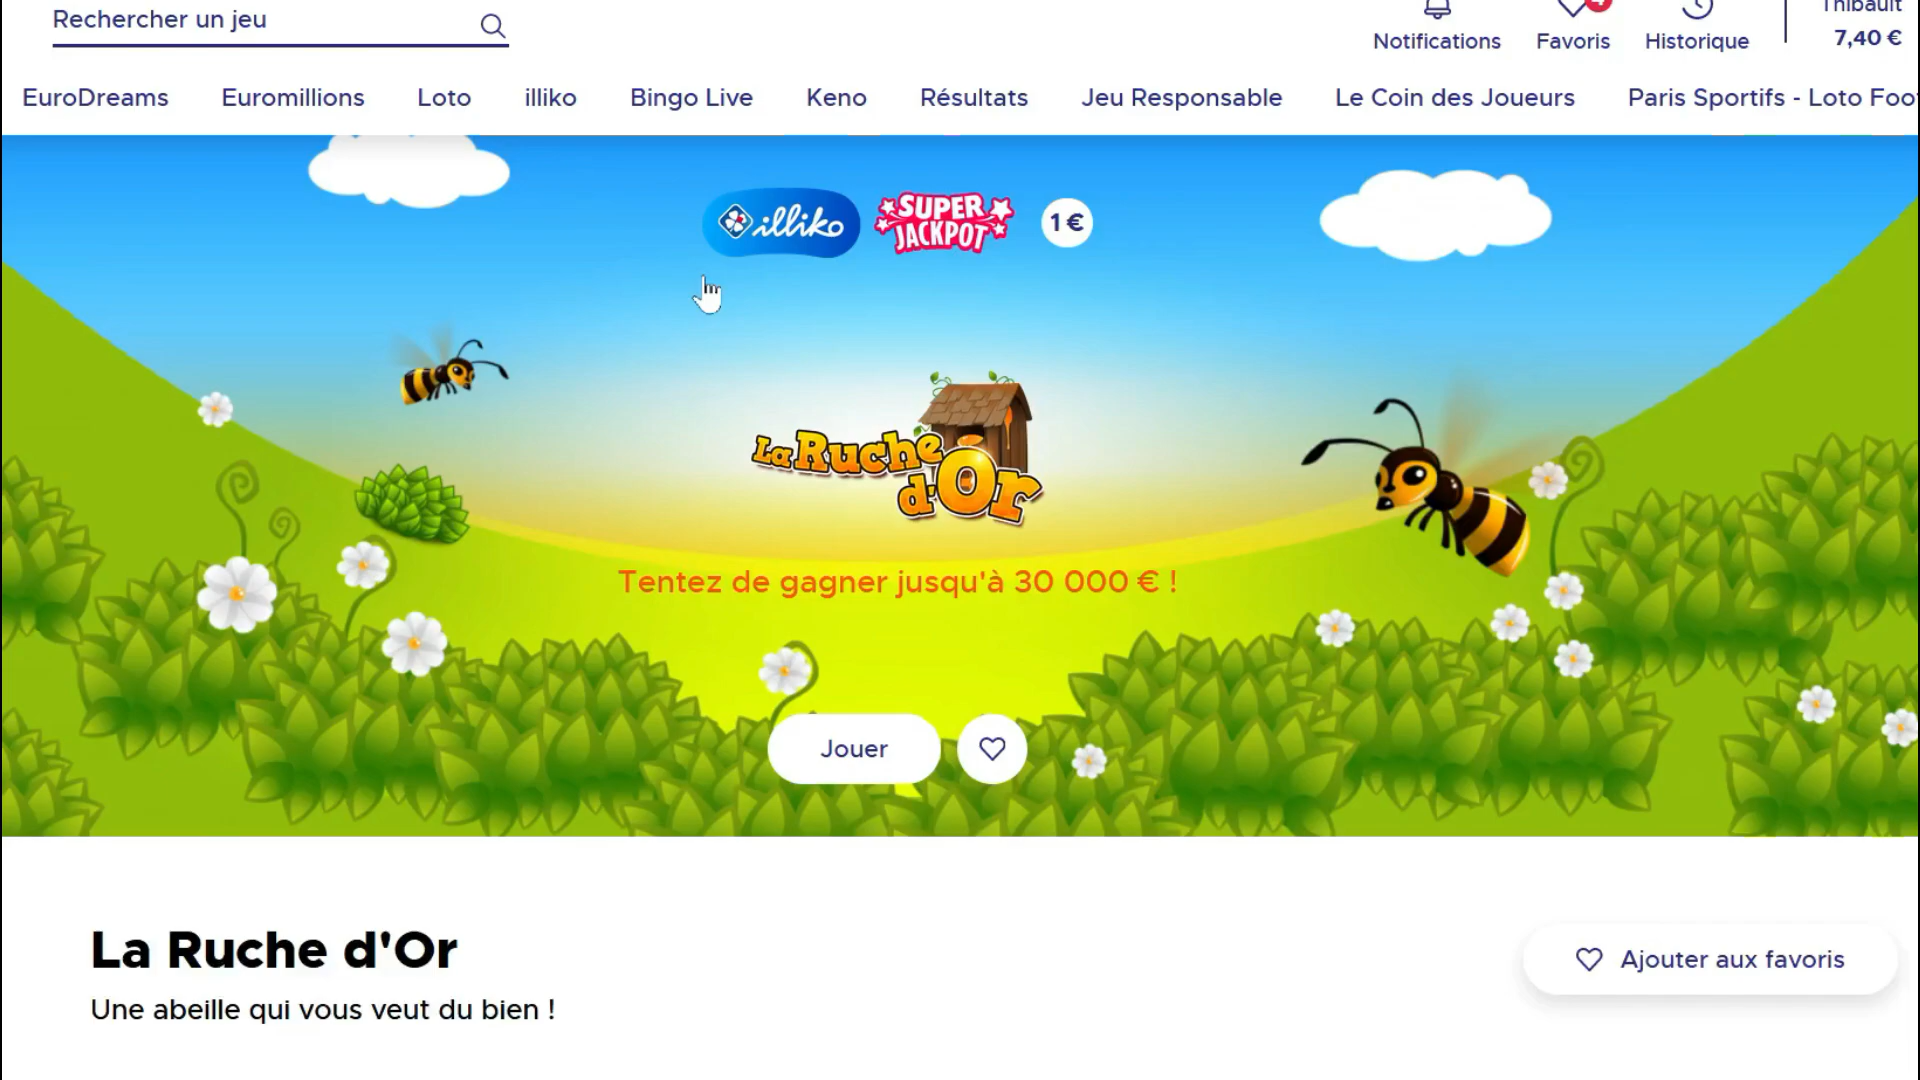 Rechercher un jeu
Notifications
Favoris
Historique
Thibault
7,40 €
EuroDreams
Euromillions
Loto
illiko
Bingo Live
Keno
Résultats
Jeu Responsable
Le Coin des Joueurs
Paris Sportifs - Loto Foo
illiko
SUPER
JACKPOT
1 €
La Ruche
d'Or
Tentez de gagner jusqu'à 30 000 € !
Jouer
La Ruche d'Or
Ajouter aux favoris
Une abeille qui vous veut du bien !